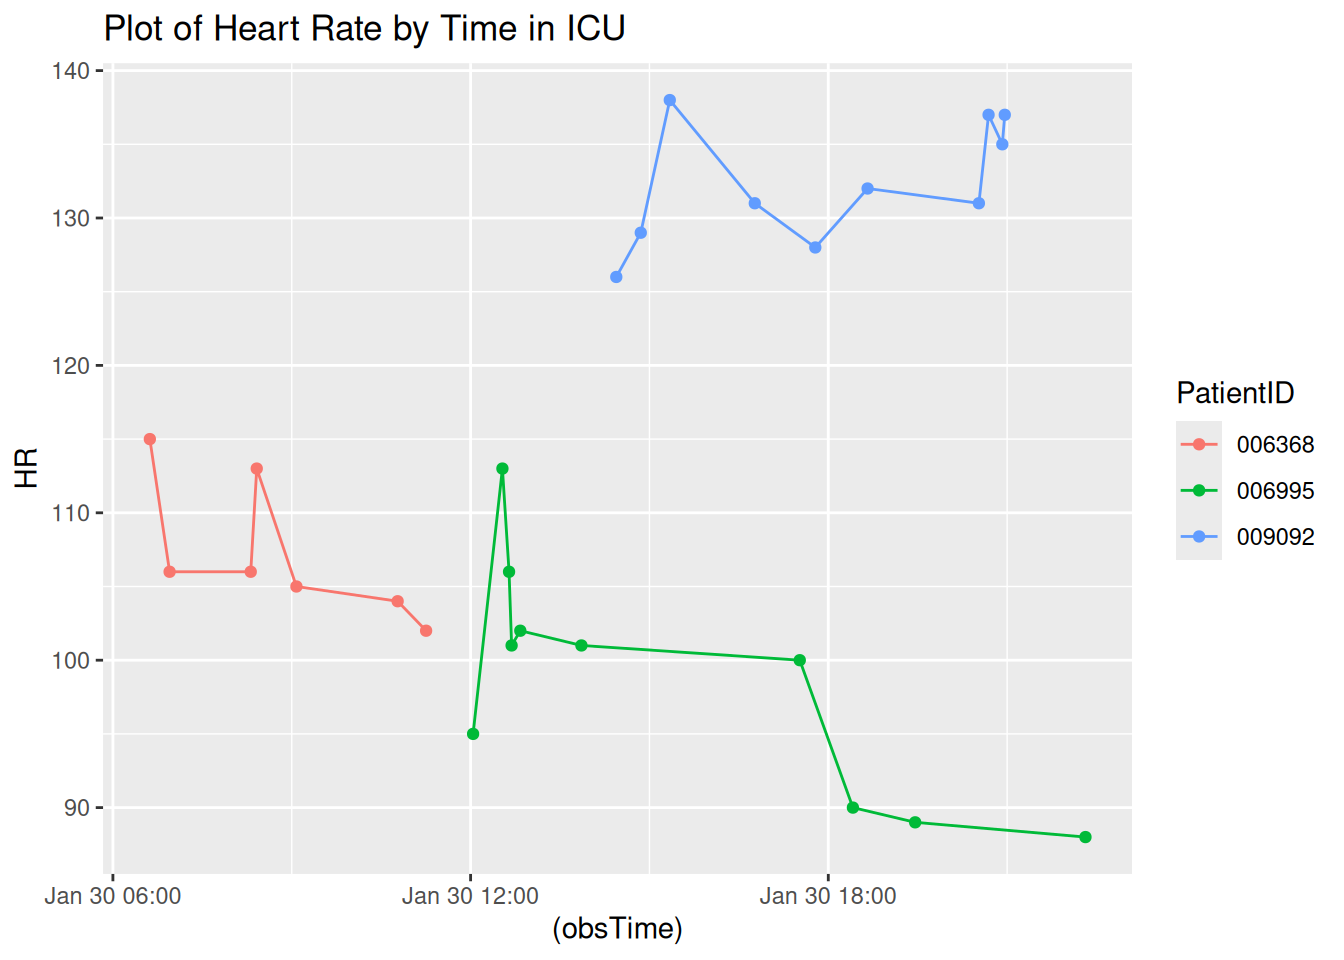 Plot of Heart Rate by Time in ICU
140
130
120
110
100
90
HR
Jan 30 06:00
Jan 30 12:00
Jan 30 18:00
(obsTime)
PatientID
006368
006995
009092